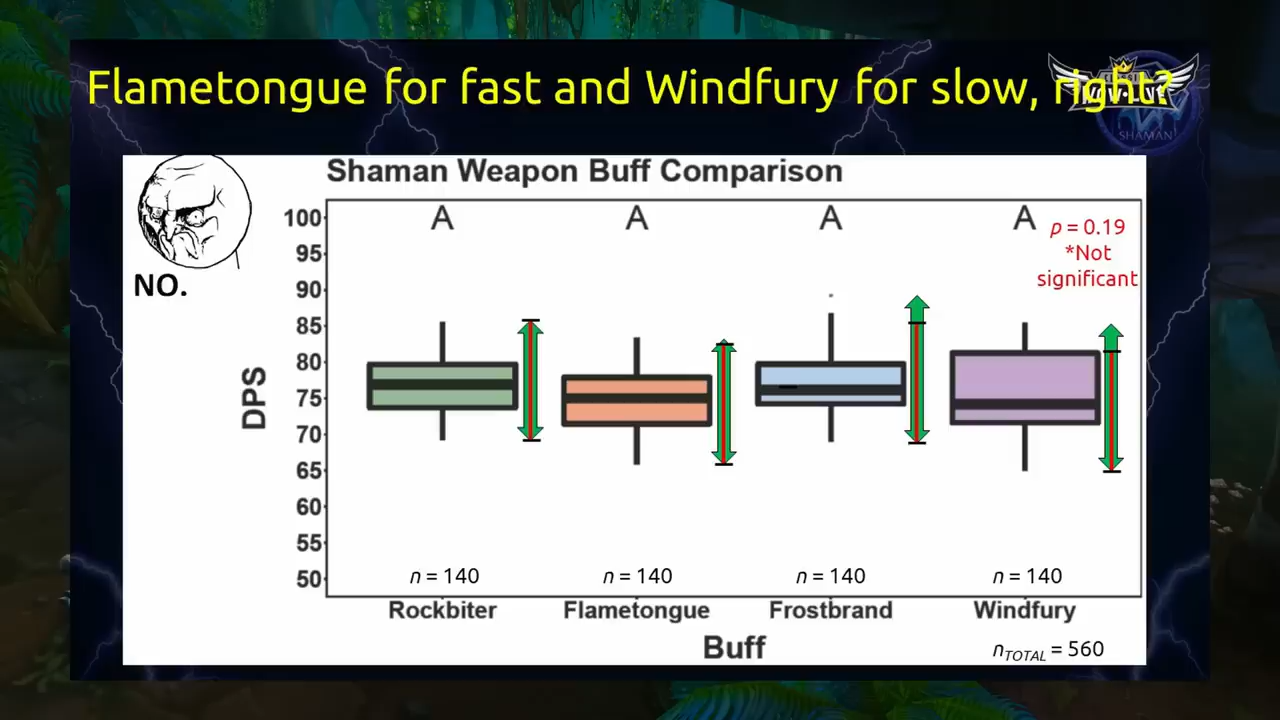 Flametongue for fast and Windfury for slow, right?
SHAMAN
NO.
Shaman Weapon Buff Comparison
A A A A
p = 0.19
*Not
significant
DPS
100
95
90
85
80
75
70
65
60
55
50
n = 140 n = 140 n = 140 n = 140
Rockbiter Flametongue Frostbrand Windfury
Buff
nTOTAL = 560